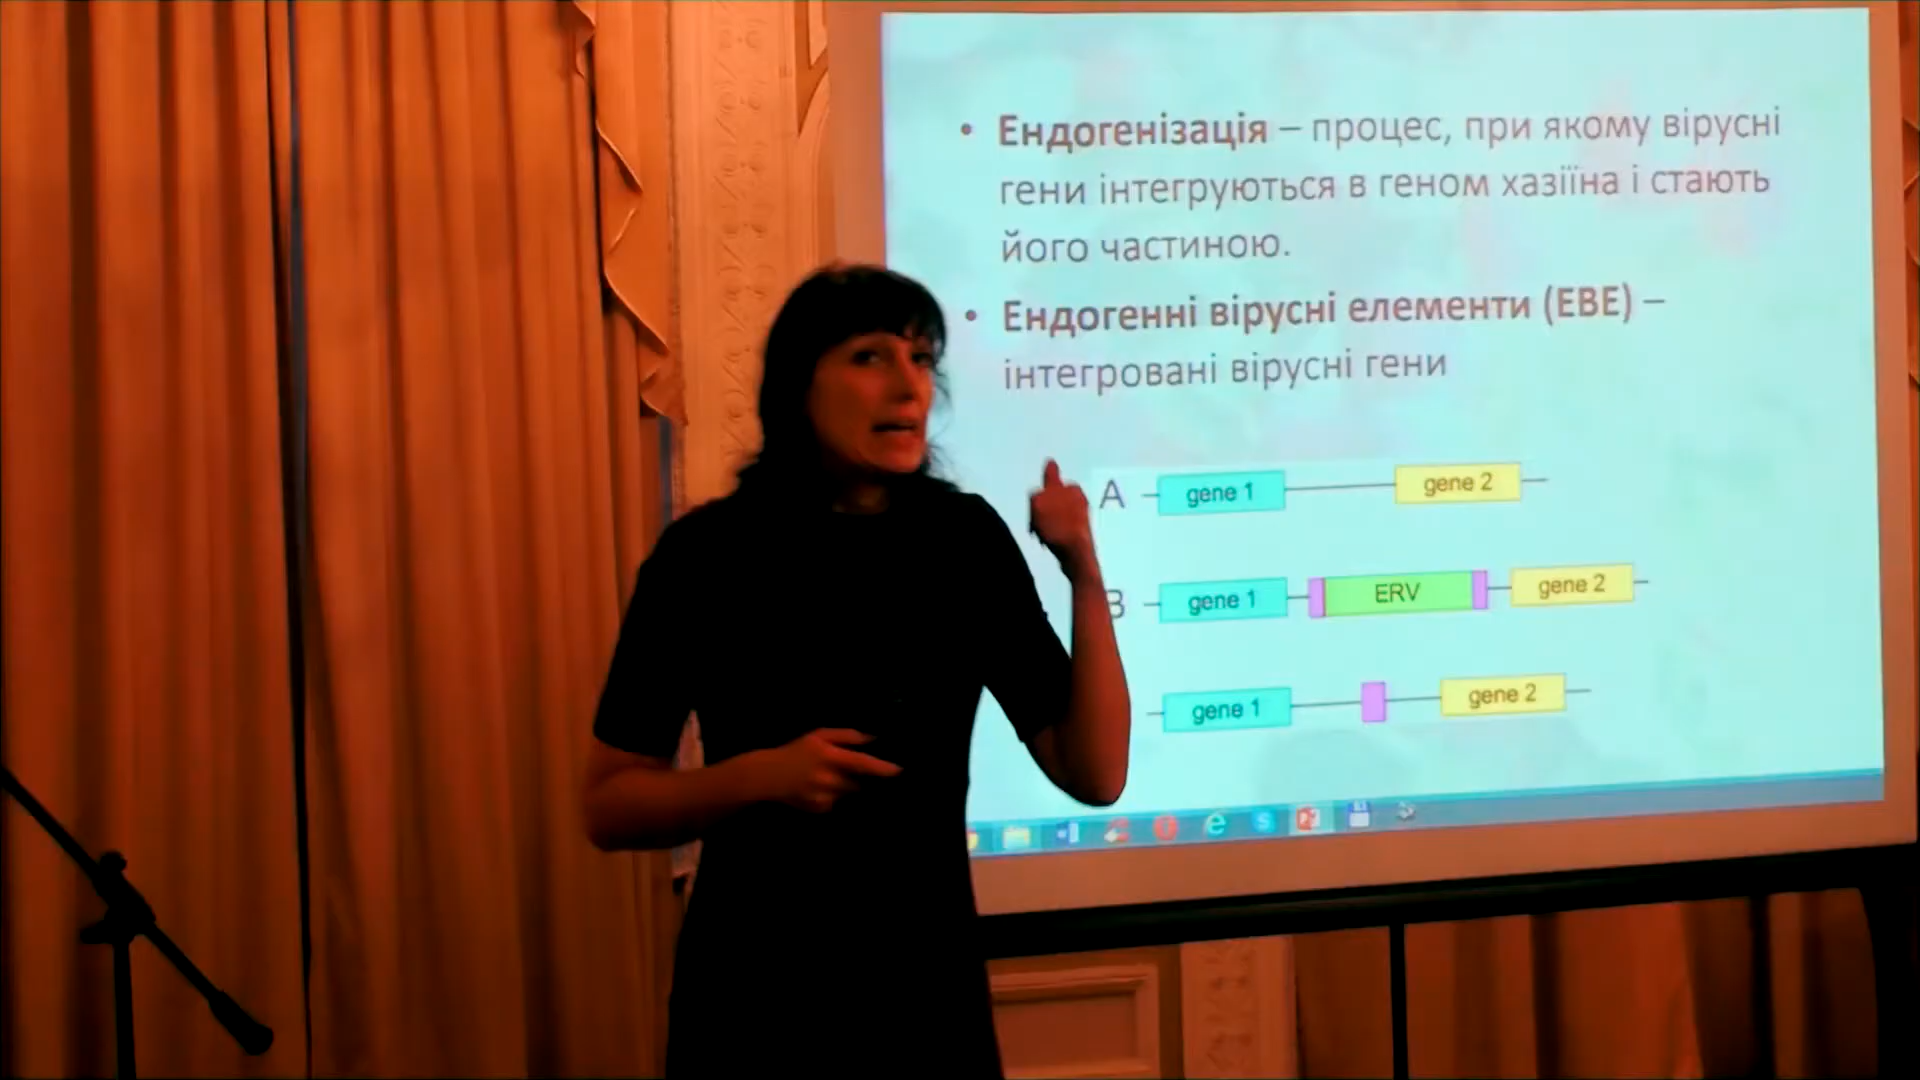 • Ендогенізація – процес, при якому вірусні
гени інтегруються в геном хазіїна і стають
його частиною.
• Ендогенні вірусні елементи (ЕВЕ) –
інтегровані вірусні гени
A gene 1 gene 2
B gene 1 ERV gene 2
gene 1 gene 2